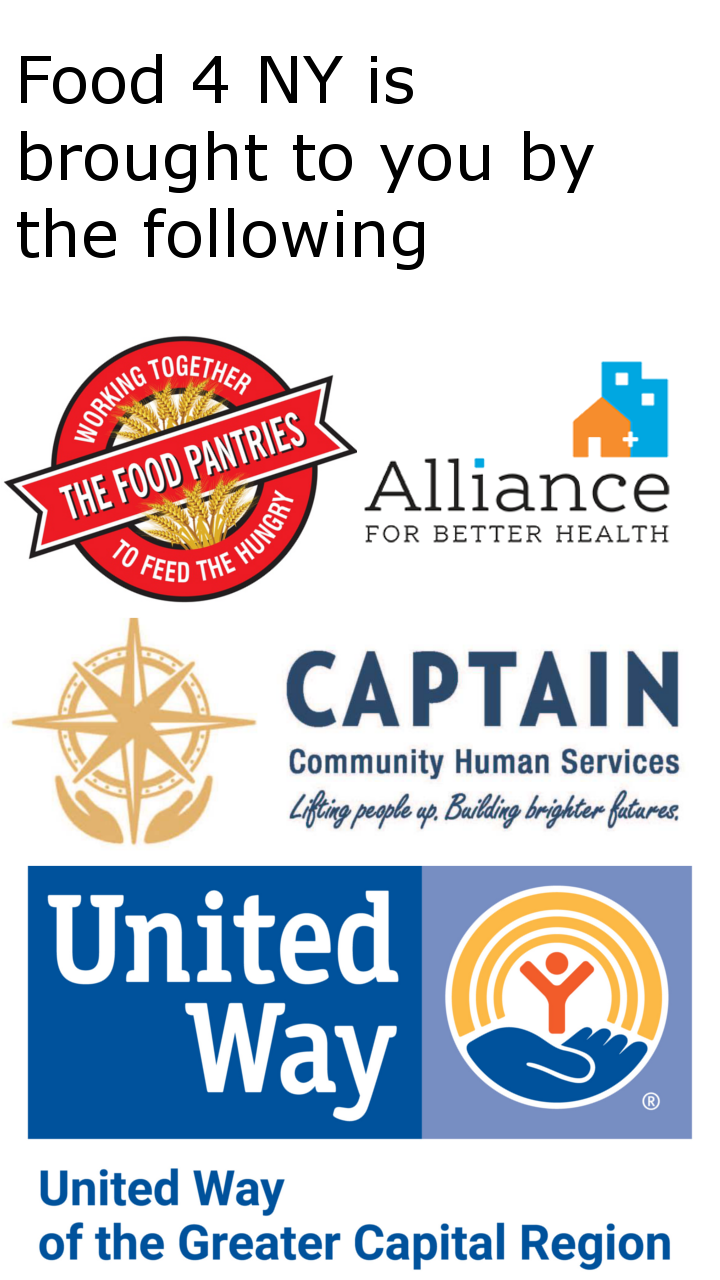 Food 4 NY is
brought to you by
the following
WORKING TOGETHER
THE FOOD PANTRIES
TO FEED THE HUNGRY
Alliance
FOR BETTER HEALTH
CAPTAIN
Community Human Services
Lifting people up. Building brighter futures.
United
Way
®
United Way
of the Greater Capital Region